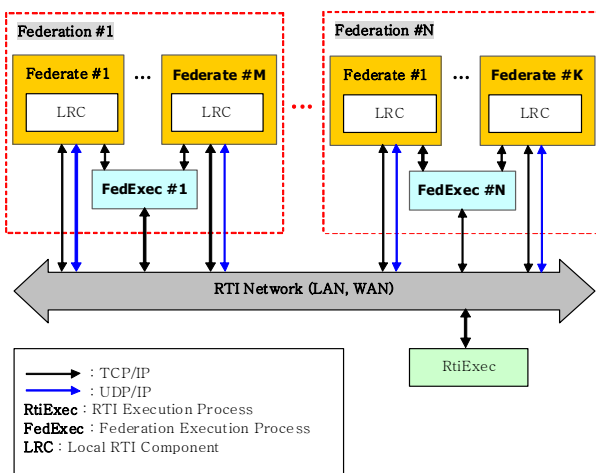 Federation #1
Federation #N
Federate #1
...
Federate #M
...
Federate #1
...
Federate #K
LRC
LRC
LRC
LRC
FedExec #1
FedExec #N
RTI Network (LAN, WAN)
RtiExec
: TCP/IP
: UDP/IP
RtiExec : RTI Execution Process
FedExec : Federation Execution Process
LRC : Local RTI Component